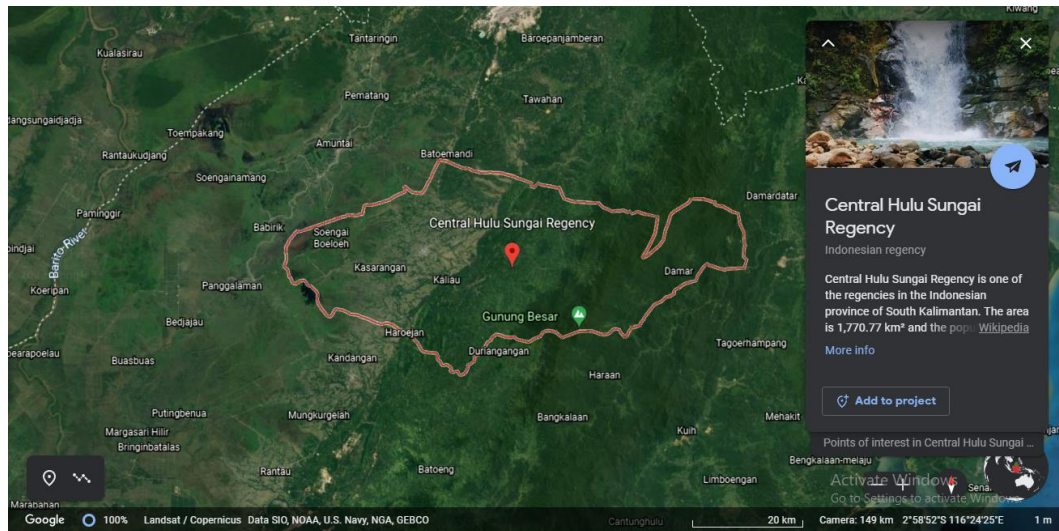 Kiwang
Tantaringin
Baroepanjamberan
Kualasirau
Pematang
Tawahan
Toempakang
Amuntai
Rantaukudjang
Batoemandi
Soengainamang
Damardatar
Paminggir
Babirik
Soengai
Boeloeh
Central Hulu Sungai Regency
Barito River
Kasarangan
Kaliau
Damar
Koeripan
Panggalaman
Gunung Besar
Bedjajau
Haroejan
Tagoerhampang
Buasbuas
Kandangan
Duriangangan
Haraan
Putingbenua
Mungkurgelah
Bangkalaan
Mehakit
Margasari Hilir
Kuih
Bringinbatalas
Rantau
Batoeng
Limboengan
Bengkalaan-melaju
Marabahan
Cantunghulu
Central Hulu Sungai
Regency
Indonesian regency
Central Hulu Sungai Regency is one of
the regencies in the Indonesian
province of South Kalimantan. The area
is 1,770.77 km² and the popu Wikipedia
More info
Add to project
Points of interest in Central Hulu Sungai ...
Activate Windows
Go to Settings to activate Windows.
Google 100% Landsat / Copernicus Data SIO, NOAA, U.S. Navy, NGA, GEBCO 20 km Camera: 149 km 2°58'52"S 116°24'25"E 1 m